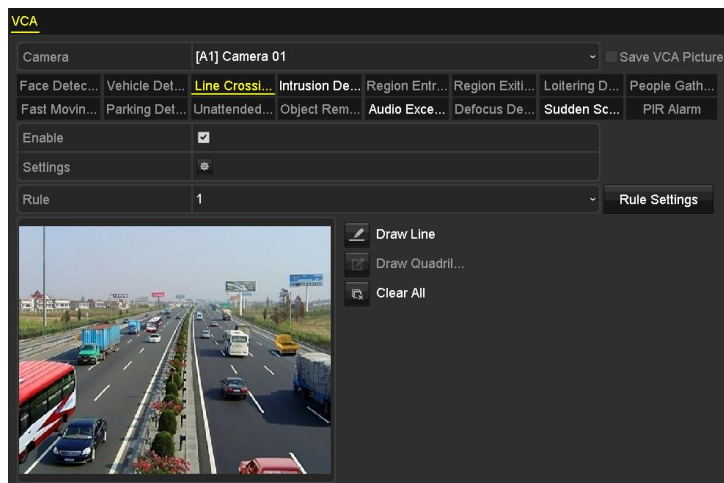 VCA
Camera [A1] Camera 01 Save VCA Picture
Face Detec... Vehicle Det... Line Crossi... Intrusion De... Region Entr... Region Exiti... Loitering D... People Gath...
Fast Movin... Parking Det... Unattended... Object Rem... Audio Exce... Defocus De... Sudden Sc... PIR Alarm
Enable
Settings
Rule 1 Rule Settings
Draw Line
Draw Quadril...
Clear All